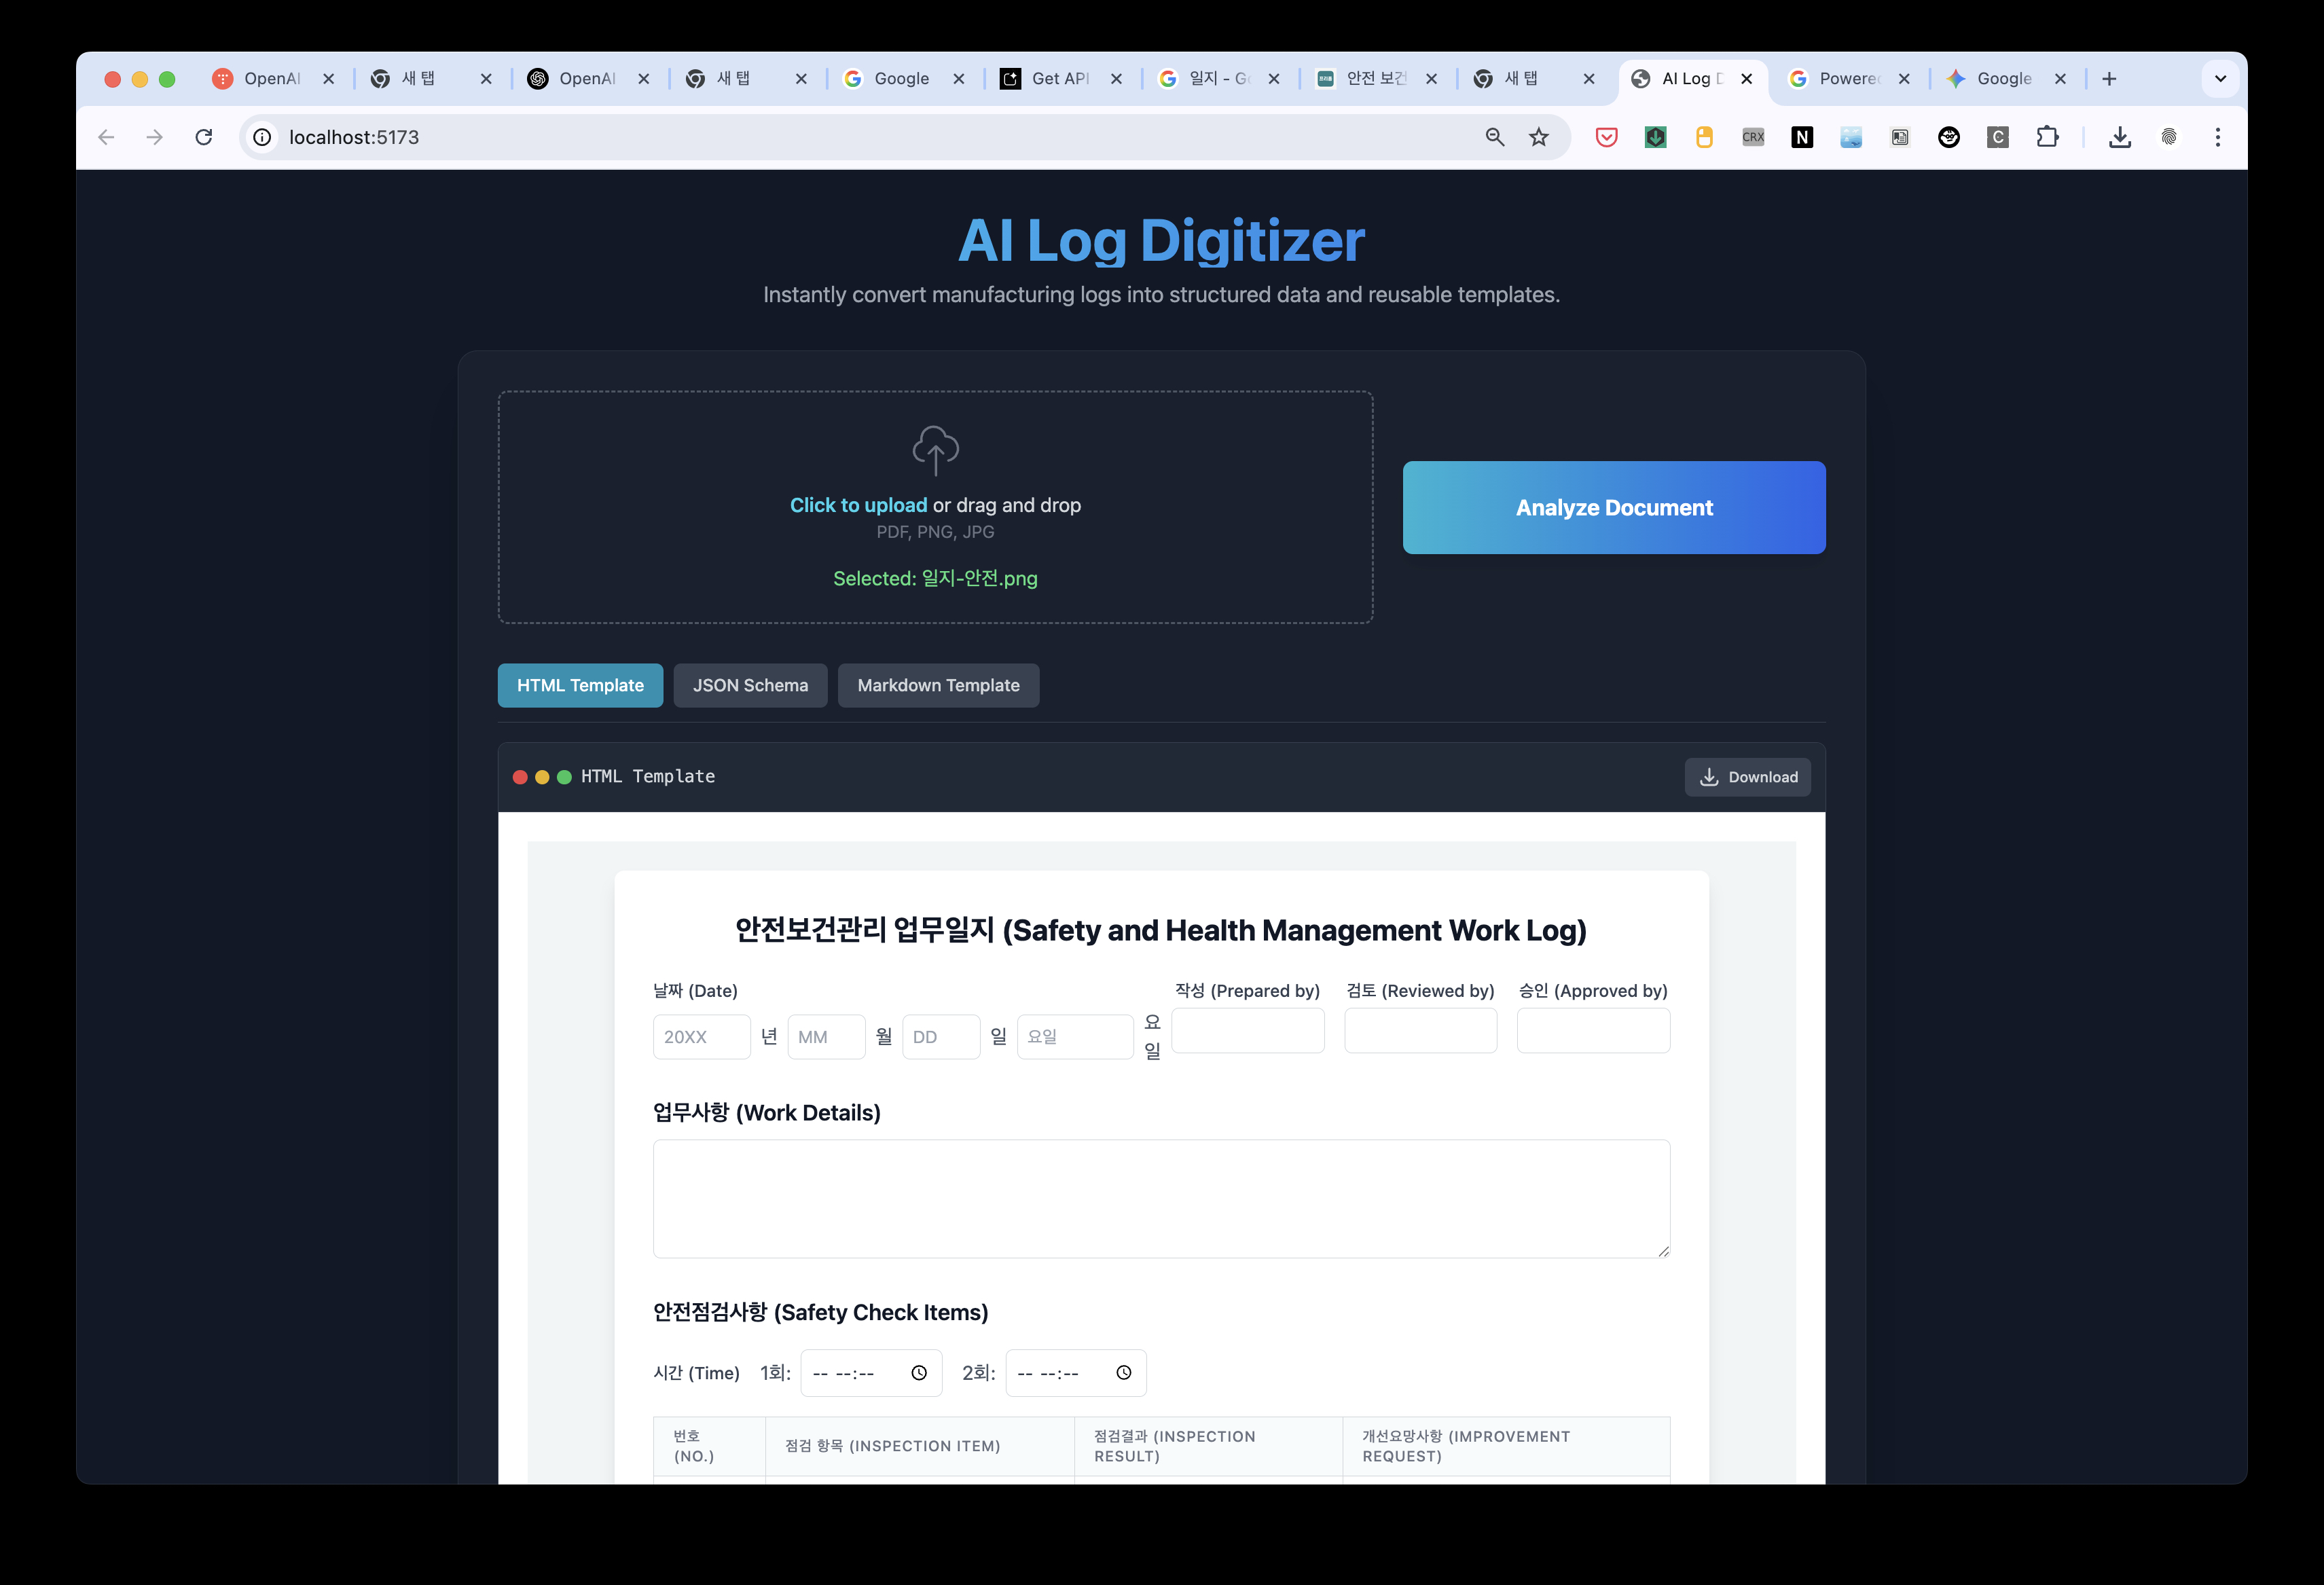 OpenAI
새 탭
OpenAI
새 탭
Google
Get API
일지 - Go
안전 보건
새 탭
AI Log D
Powered
Google
localhost:5173
CRX
N
C
AI Log Digitizer
Instantly convert manufacturing logs into structured data and reusable templates.
Click to upload or drag and drop
PDF, PNG, JPG
Selected: 일지-안전.png
Analyze Document
HTML Template
JSON Schema
Markdown Template
HTML Template
Download
안전보건관리 업무일지 (Safety and Health Management Work Log)
날짜 (Date)
작성 (Prepared by)
검토 (Reviewed by)
승인 (Approved by)
20XX 년 MM 월 DD 일 요일 요일
업무사항 (Work Details)
안전점검사항 (Safety Check Items)
시간 (Time) 1회: -- --:-- 2회: -- --:--
번호 (NO.)
점검 항목 (INSPECTION ITEM)
점검결과 (INSPECTION RESULT)
개선요망사항 (IMPROVEMENT REQUEST)